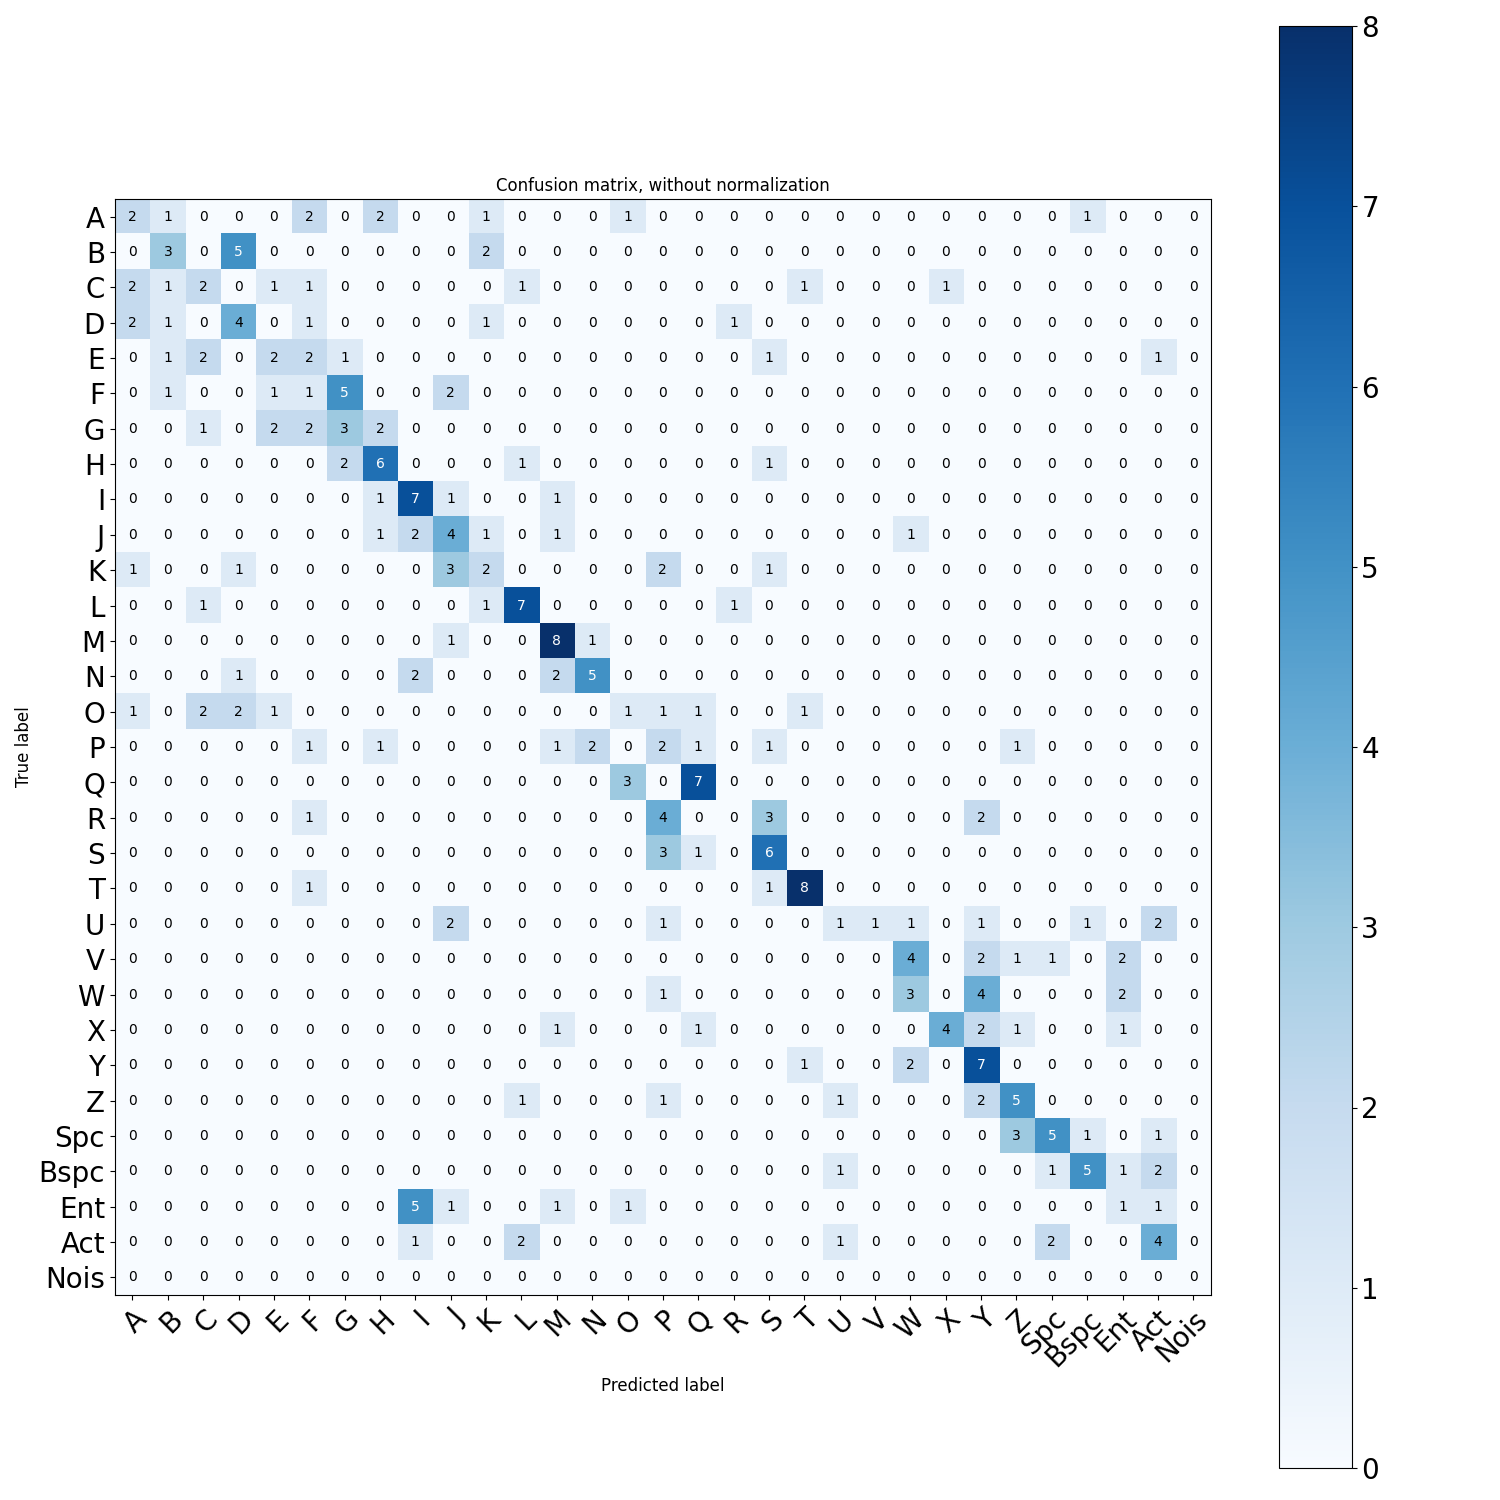 Confusion matrix, without normalization
A 2 1 0 0 0 2 0 2 0 0 1 0 0 0 1 0 0 0 0 0 0 0 0 0 0 0 0 1 0 0 0
B 0 3 0 5 0 0 0 0 0 0 2 0 0 0 0 0 0 0 0 0 0 0 0 0 0 0 0 0 0 0 0
C 2 1 2 0 1 1 0 0 0 0 0 1 0 0 0 0 0 0 0 1 0 0 0 1 0 0 0 0 0 0 0
D 2 1 0 4 0 1 0 0 0 0 1 0 0 0 0 0 0 1 0 0 0 0 0 0 0 0 0 0 0 0 0
E 0 1 2 0 2 2 1 0 0 0 0 0 0 0 0 0 0 0 1 0 0 0 0 0 0 0 0 0 0 1 0
F 0 1 0 0 1 1 5 0 0 2 0 0 0 0 0 0 0 0 0 0 0 0 0 0 0 0 0 0 0 0 0
G 0 0 1 0 2 2 3 2 0 0 0 0 0 0 0 0 0 0 0 0 0 0 0 0 0 0 0 0 0 0 0
H 0 0 0 0 0 0 2 6 0 0 0 1 0 0 0 0 0 0 1 0 0 0 0 0 0 0 0 0 0 0 0
I 0 0 0 0 0 0 0 1 7 1 0 0 1 0 0 0 0 0 0 0 0 0 0 0 0 0 0 0 0 0 0
J 0 0 0 0 0 0 0 1 2 4 1 0 1 0 0 0 0 0 0 0 0 0 1 0 0 0 0 0 0 0 0
K 1 0 0 1 0 0 0 0 0 3 2 0 0 0 0 2 0 0 1 0 0 0 0 0 0 0 0 0 0 0 0
L 0 0 1 0 0 0 0 0 0 0 1 7 0 0 0 0 0 1 0 0 0 0 0 0 0 0 0 0 0 0 0
M 0 0 0 0 0 0 0 0 0 1 0 0 8 1 0 0 0 0 0 0 0 0 0 0 0 0 0 0 0 0 0
N 0 0 0 1 0 0 0 0 2 0 0 0 2 5 0 0 0 0 0 0 0 0 0 0 0 0 0 0 0 0 0
O 1 0 2 2 1 0 0 0 0 0 0 0 0 0 1 1 1 0 0 1 0 0 0 0 0 0 0 0 0 0 0
P 0 0 0 0 0 1 0 1 0 0 0 0 1 2 0 2 1 0 1 0 0 0 0 0 0 1 0 0 0 0 0
Q 0 0 0 0 0 0 0 0 0 0 0 0 0 0 3 0 7 0 0 0 0 0 0 0 0 0 0 0 0 0 0
R 0 0 0 0 0 1 0 0 0 0 0 0 0 0 0 4 0 0 3 0 0 0 0 0 2 0 0 0 0 0 0
S 0 0 0 0 0 0 0 0 0 0 0 0 0 0 0 3 1 0 6 0 0 0 0 0 0 0 0 0 0 0 0
T 0 0 0 0 0 1 0 0 0 0 0 0 0 0 0 0 0 0 1 8 0 0 0 0 0 0 0 0 0 0 0
U 0 0 0 0 0 0 0 0 0 2 0 0 0 0 0 1 0 0 0 0 1 1 1 0 1 0 0 1 0 2 0
V 0 0 0 0 0 0 0 0 0 0 0 0 0 0 0 0 0 0 0 0 0 0 4 0 2 1 1 0 2 0 0
W 0 0 0 0 0 0 0 0 0 0 0 0 0 0 0 1 0 0 0 0 0 0 3 0 4 0 0 0 2 0 0
X 0 0 0 0 0 0 0 0 0 0 0 0 1 0 0 0 1 0 0 0 0 0 0 4 2 1 0 0 1 0 0
Y 0 0 0 0 0 0 0 0 0 0 0 0 0 0 0 0 0 0 0 1 0 0 2 0 7 0 0 0 0 0 0
Z 0 0 0 0 0 0 0 0 0 0 0 1 0 0 0 1 0 0 0 0 1 0 0 0 2 5 0 0 0 0 0
Spc 0 0 0 0 0 0 0 0 0 0 0 0 0 0 0 0 0 0 0 0 0 0 0 0 0 3 5 1 0 1 0
Bspc 0 0 0 0 0 0 0 0 0 0 0 0 0 0 0 0 0 0 0 0 1 0 0 0 0 0 1 5 1 2 0
Ent 0 0 0 0 0 0 0 0 5 1 0 0 1 0 1 0 0 0 0 0 0 0 0 0 0 0 0 0 1 1 0
Act 0 0 0 0 0 0 0 0 1 0 0 2 0 0 0 0 0 0 0 0 1 0 0 0 0 0 2 0 0 4 0
Nois 0 0 0 0 0 0 0 0 0 0 0 0 0 0 0 0 0 0 0 0 0 0 0 0 0 0 0 0 0 0 0
A B C D E F G H I J K L M N O P Q R S T U V W X Y Z Spc Bspc Ent Act Nois
Predicted label
True label
8
7
6
5
4
3
2
1
0